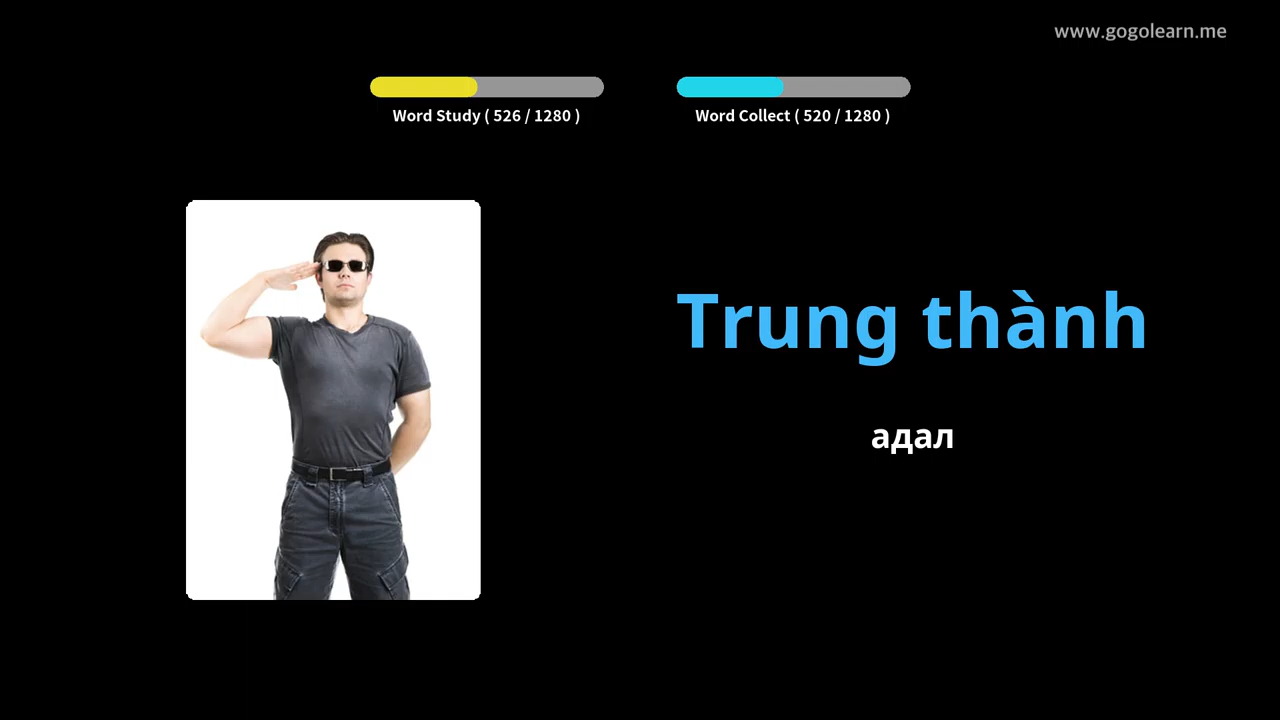 www.gogolearn.me
Word Study ( 526 / 1280 )
Word Collect ( 520 / 1280 )
Trung thành
адал